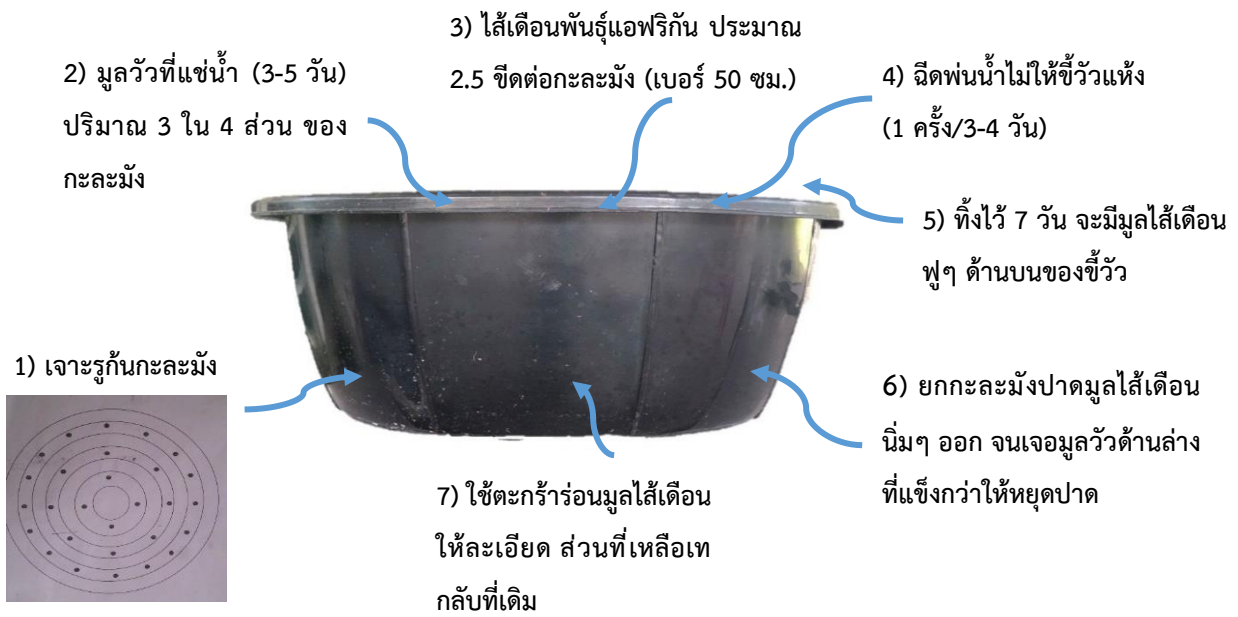 1) เจาะรูก้นกะละมัง
2) มูลวัวที่แช่น้ำ (3-5 วัน)
ปริมาณ 3 ใน 4 ส่วน ของ
กะละมัง
3) ไส้เดือนพันธุ์แอฟริกัน ประมาณ
2.5 ขีดต่อกะละมัง (เบอร์ 50 ซม.)
4) ฉีดพ่นน้ำไม่ให้ขี้วัวแห้ง
(1 ครั้ง/3-4 วัน)
5) ทิ้งไว้ 7 วัน จะมีมูลไส้เดือน
ฟูๆ ด้านบนของขี้วัว
6) ยกกะละมังปาดมูลไส้เดือน
นิ่มๆ ออก จนเจอมูลวัวด้านล่าง
ที่แข็งกว่าให้หยุดปาด
7) ใช้ตะกร้าร่อนมูลไส้เดือน
ให้ละเอียด ส่วนที่เหลือเท
กลับที่เดิม